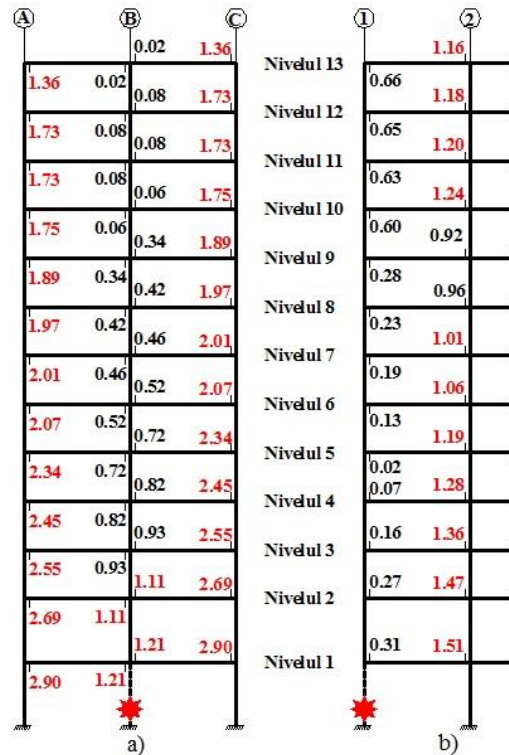 A B C 1 2
0.02 1.36 1.16
Nivelul 13
1.36 0.02 0.66
0.08 1.73 1.18
Nivelul 12
1.73 0.08 0.65
0.08 1.73 1.20
Nivelul 11
1.73 0.08 0.63
0.06 1.75 1.24
Nivelul 10
1.75 0.06 0.60
0.34 1.89 0.92
Nivelul 9
1.89 0.34 0.28
0.42 1.97 0.96
Nivelul 8
1.97 0.42 0.23
0.46 2.01 1.01
Nivelul 7
2.01 0.46 0.19
0.52 2.07 1.06
Nivelul 6
2.07 0.52 0.13
0.72 2.34 1.19
Nivelul 5
2.34 0.72 0.02
0.82 2.45 0.07 1.28
Nivelul 4
2.45 0.82
0.93 2.55 0.16 1.36
Nivelul 3
2.55 0.93
1.11 2.69 0.27 1.47
Nivelul 2
2.69 1.11
1.21 2.90 0.31 1.51
Nivelul 1
2.90 1.21
a) b)